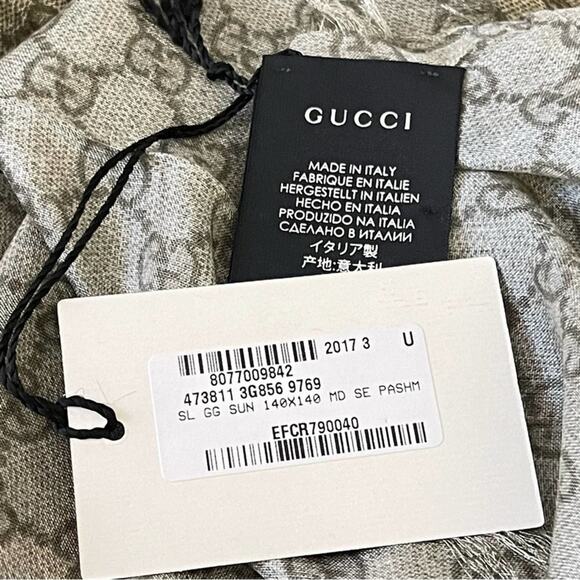 GUCCI
MADE IN ITALY
FABRIQUE EN ITALIE
HERGESTELLT IN ITALIEN
HECHO EN ITALIA
PRODUZIDO NA ITALIA
СДЕЛАНО В ИТАЛИИ
イタリア製
产地:意大利
2017 3 U
8077009842
473811 3G856 9769
SL GG SUN 140X140 MD SE PASHM
EFCR790040